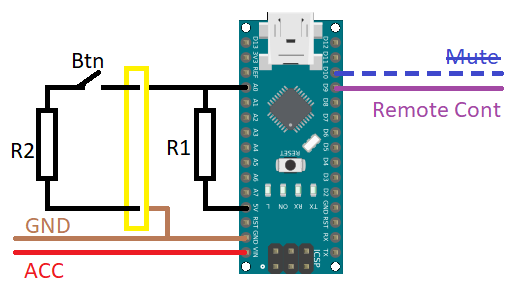 Btn
R2
R1
GND
ACC
Mute
Remote Cont
D13
3V3
REF
A0
A1
A2
A3
A4
A5
A6
A7
5V
RST
GND
VIN
D12
D11
D10
D9
D8
D7
D6
D5
D4
D3
D2
GND
RST
RX
TX
RESET
L
ON
RX
TX
ICSP